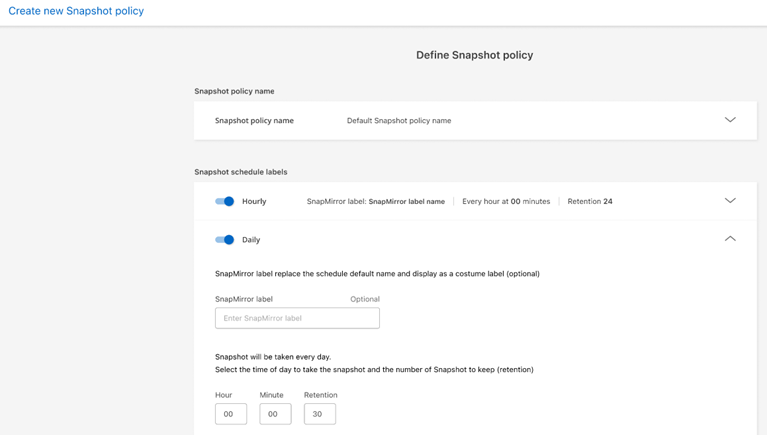 Create new Snapshot policy
Define Snapshot policy
Snapshot policy name
Snapshot policy name Default Snapshot policy name
Snapshot schedule labels
Hourly SnapMirror label: SnapMirror label name Every hour at 00 minutes Retention 24
Daily
SnapMirror label replace the schedule default name and display as a costume label (optional)
SnapMirror label Optional
Enter SnapMirror label
Snapshot will be taken every day.
Select the time of day to take the snapshot and the number of Snapshot to keep (retention)
Hour Minute Retention
00 00 30